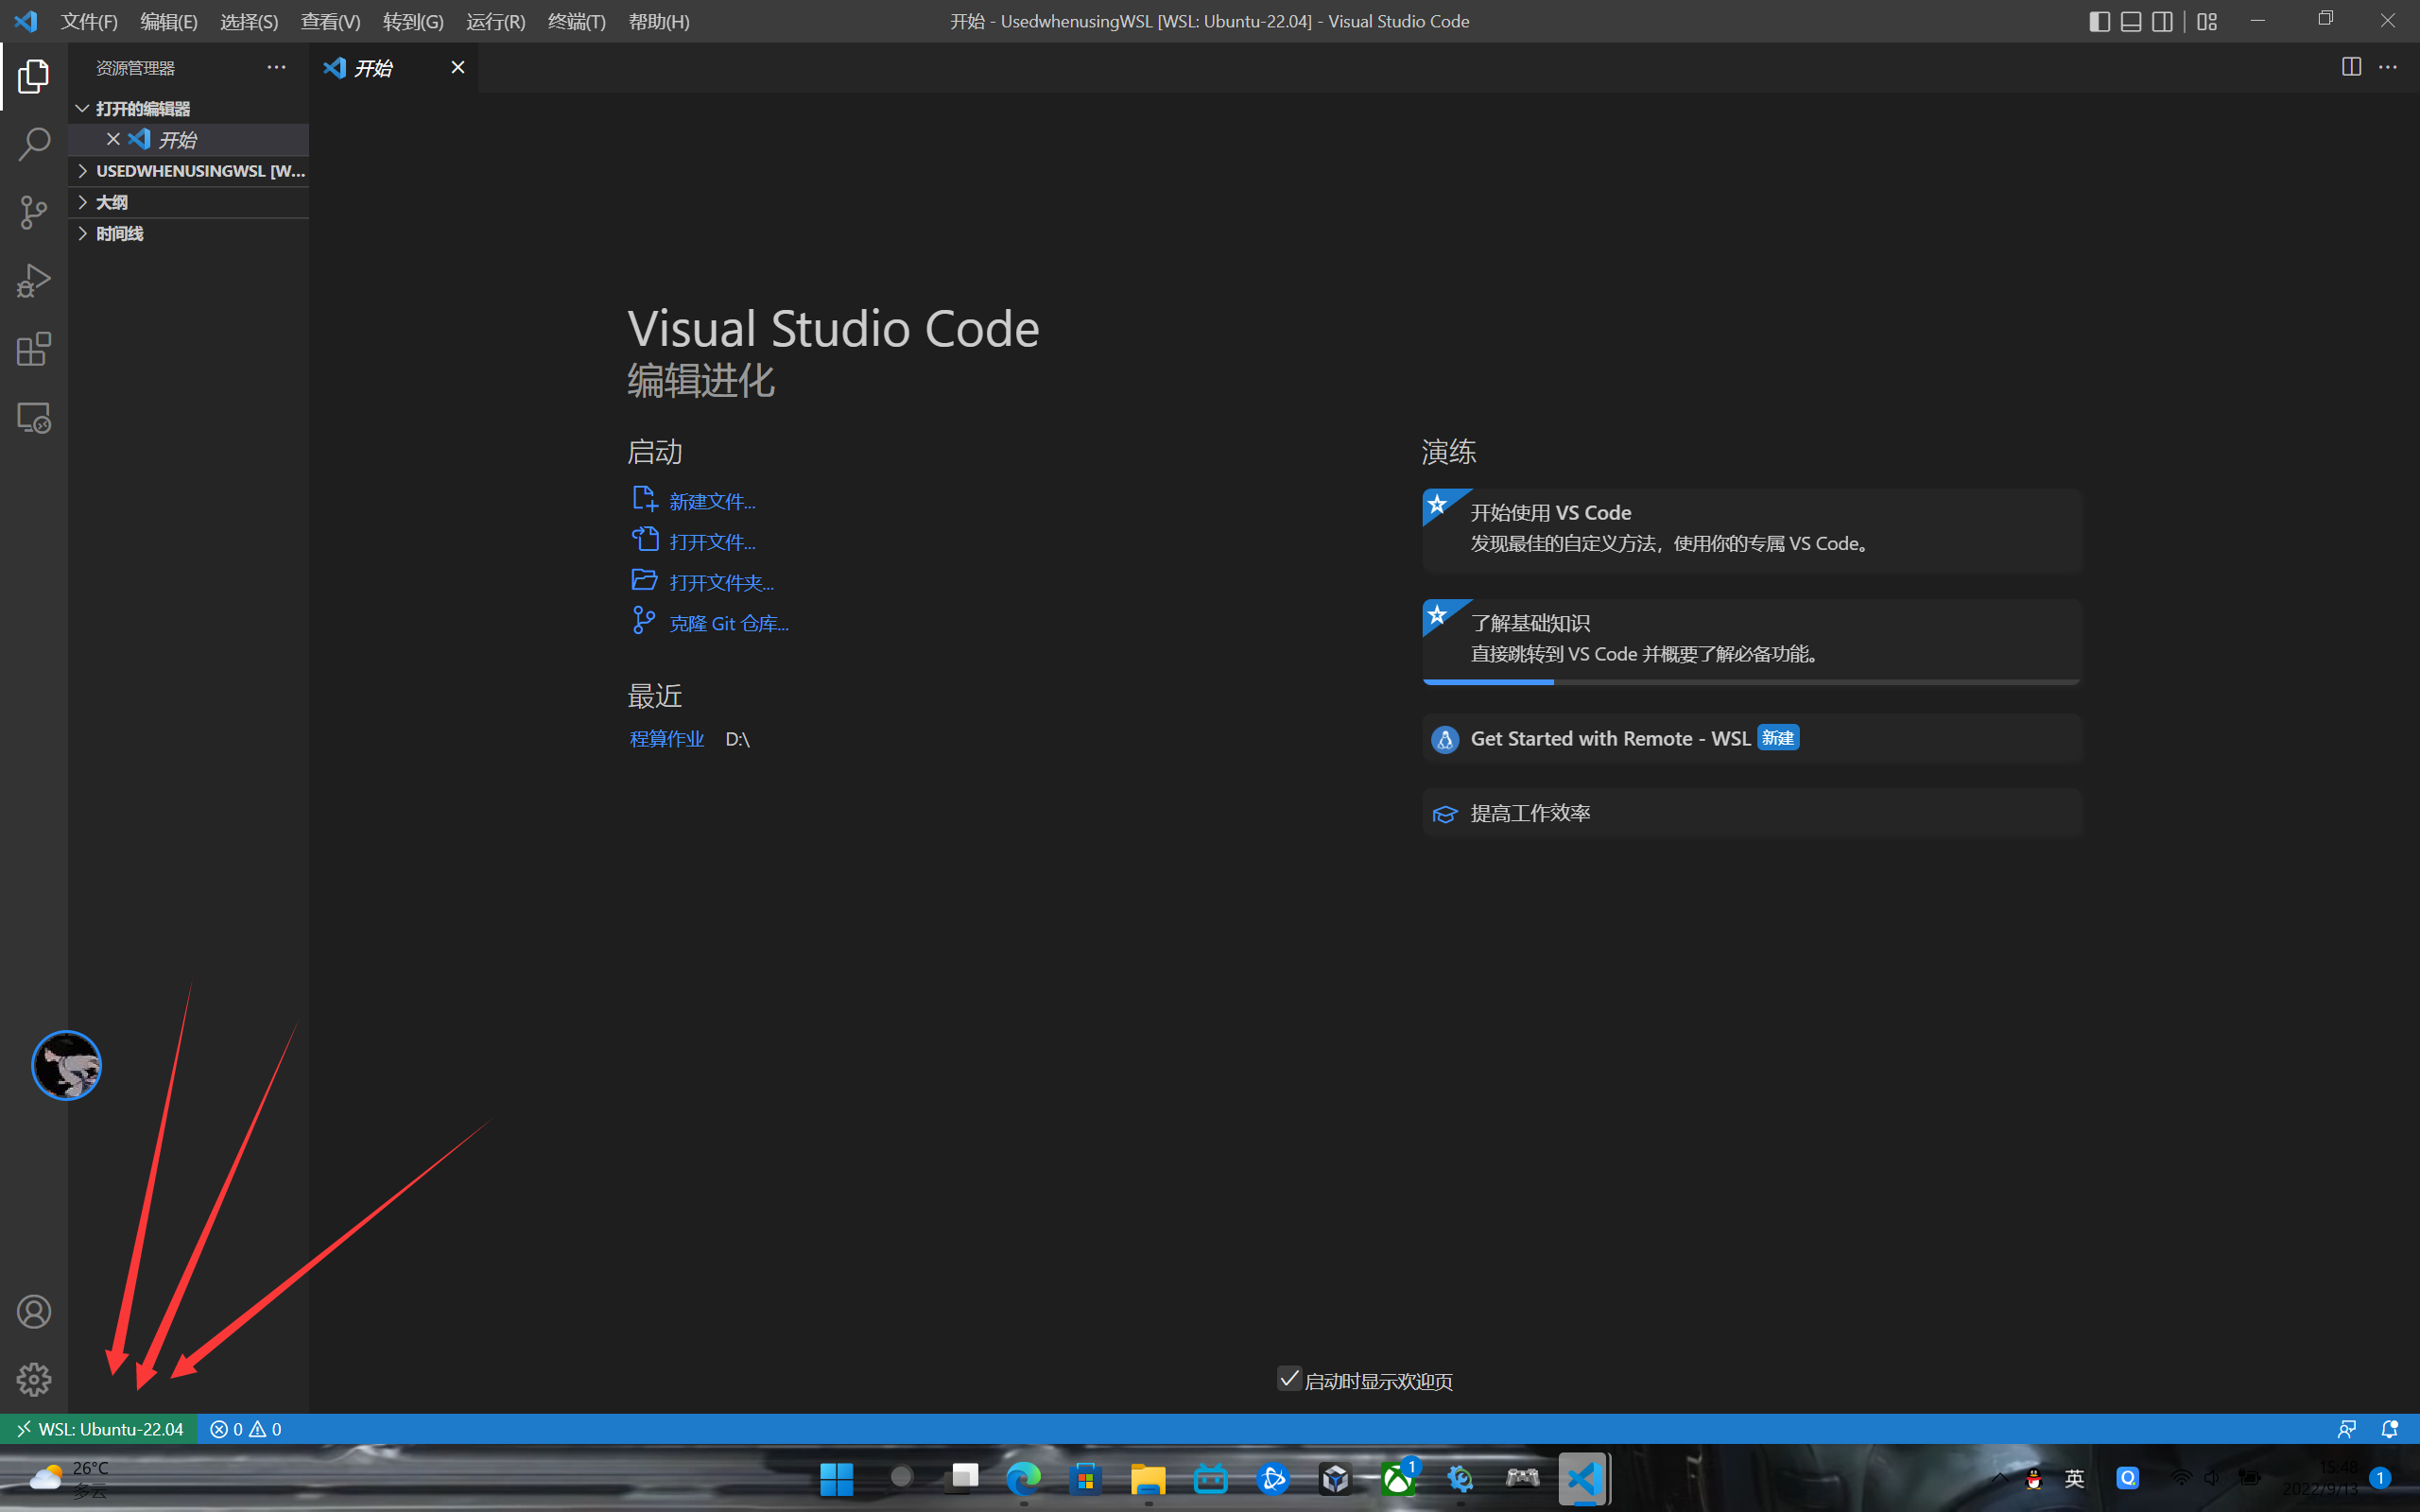 文件(F) 编辑(E) 选择(S) 查看(V) 转到(G) 运行(R) 终端(T) 帮助(H) 开始 - UsedwhenusingWSL [WSL: Ubuntu-22.04] - Visual Studio Code
资源管理器 ···
开始
打开的编辑器
开始
USEDWHENUSINGWSL [W...
大纲
时间线
Visual Studio Code
编辑进化
启动
新建文件...
打开文件...
打开文件夹...
克隆 Git 仓库...
最近
程算作业 D:\
演练
开始使用 VS Code
发现最佳的自定义方法，使用你的专属 VS Code。
了解基础知识
直接跳转到 VS Code 并概要了解必备功能。
Get Started with Remote - WSL 新建
提高工作效率
启动时显示欢迎页
WSL: Ubuntu-22.04 0 0
26°C
多云
1
英
15:48
2022/9/13
1